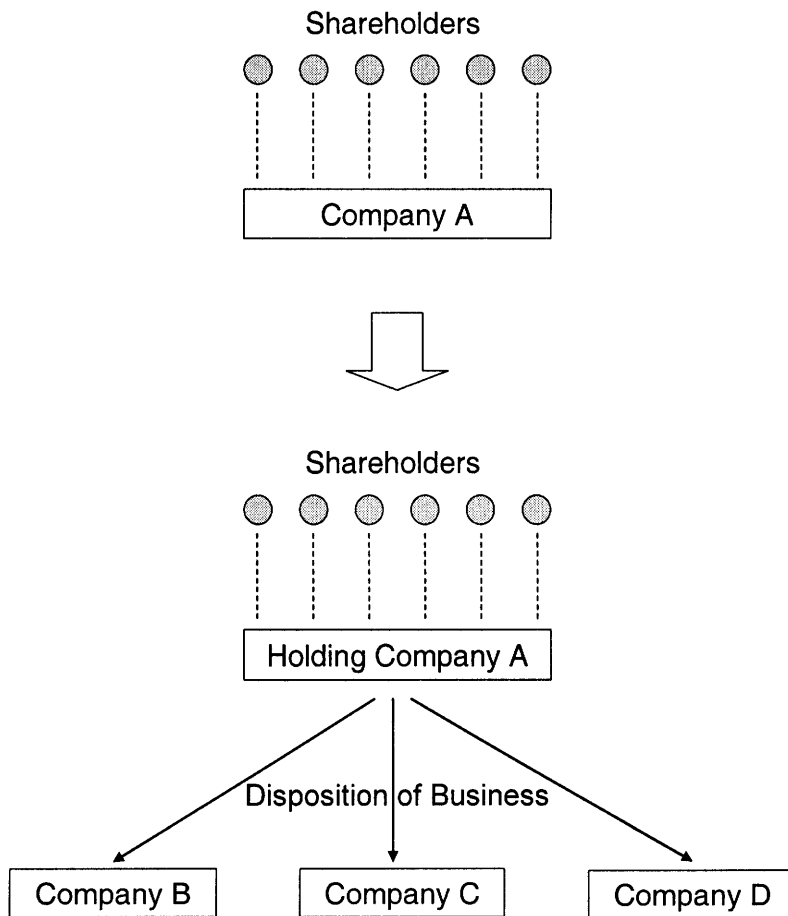 Shareholders
Company A
Shareholders
Holding Company A
Disposition of Business
Company B
Company C
Company D